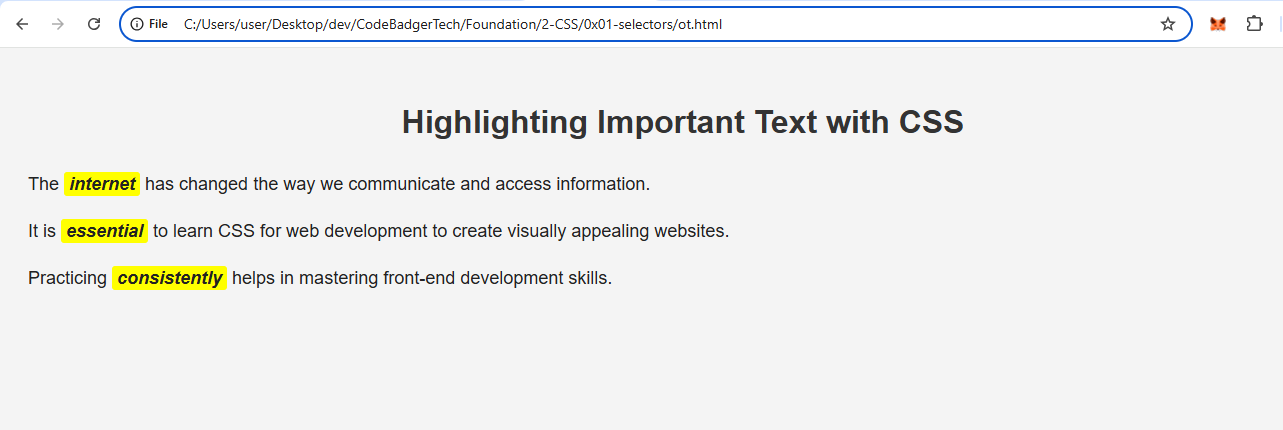 File C:/Users/user/Desktop/dev/CodeBadgerTech/Foundation/2-CSS/0x01-selectors/ot.html
Highlighting Important Text with CSS
The internet has changed the way we communicate and access information.
It is essential to learn CSS for web development to create visually appealing websites.
Practicing consistently helps in mastering front-end development skills.